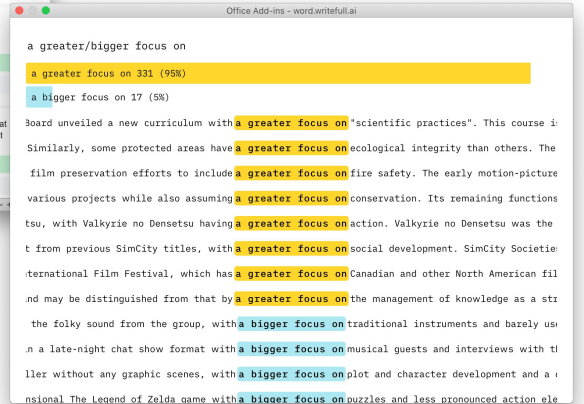 Office Add-ins - word.writefull.ai
a greater/bigger focus on
a greater focus on 331 (95%)
a bigger focus on 17 (5%)
Board unveiled a new curriculum with a greater focus on "scientific practices". This course
Similarly, some protected areas have a greater focus on ecological integrity than others. The
film preservation efforts to include a greater focus on fire safety. The early motion-picture
various projects while also assuming a greater focus on conservation. Its remaining functions
tsu, with Valkyrie no Densetsu having a greater focus on action. Valkyrie no Densetsu was the
t from previous SimCity titles, with a greater focus on social development. SimCity Societies
nternational Film Festival, which has a greater focus on Canadian and other North American fil
and may be distinguished from that by a greater focus on the management of knowledge as a str
the folky sound from the group, with a bigger focus on traditional instruments and barely use
in a late-night chat show format with a bigger focus on musical guests and interviews with th
ller without any graphic scenes, with a bigger focus on plot and character development and a
nsional The Legend of Zelda game with a bigger focus on puzzles and less pronounced action ele